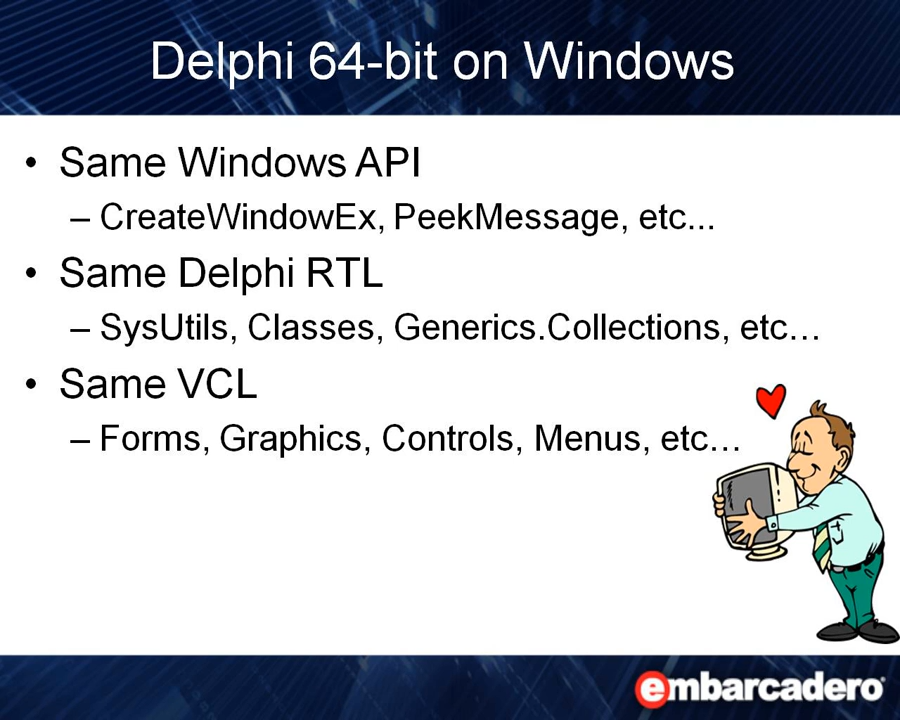 Delphi 64-bit on Windows
• Same Windows API
– CreateWindowEx, PeekMessage, etc...
• Same Delphi RTL
– SysUtils, Classes, Generics.Collections, etc…
• Same VCL
– Forms, Graphics, Controls, Menus, etc…
embarcadero®